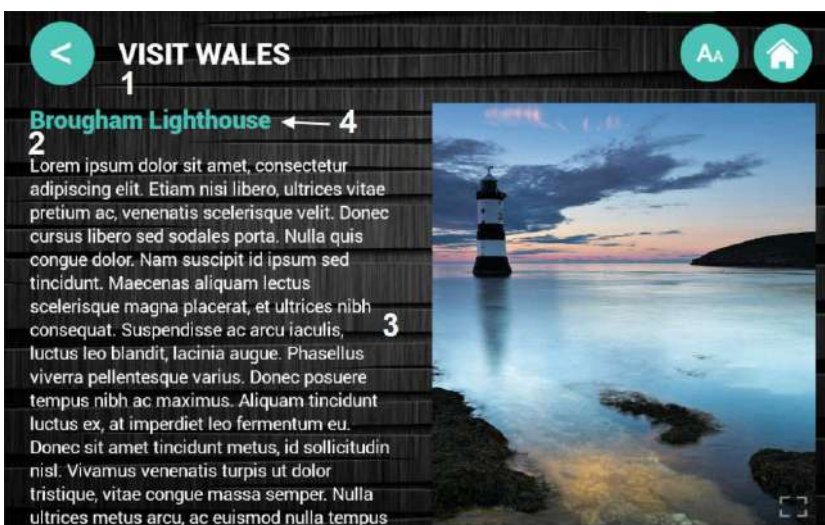 <
VISIT WALES
AA
1
Brougham Lighthouse
4
2
Lorem ipsum dolor sit amet, consectetur
adipiscing elit. Etiam nisi libero, ultrices vitae
pretium ac, venenatis scelerisque velit. Donec
cursus libero sed sodales porta. Nulla quis
congue dolor. Nam suscipit id ipsum sed
tincidunt. Maecenas aliquam lectus
scelerisque magna placerat, et ultrices nibh
consequat. Suspendisse ac arcu iaculis,
3
luctus leo blandit, lacinia augue. Phasellus
viverra pellentesque varius. Donec posuere
tempus nibh ac maximus. Aliquam tincidunt
luctus ex, at imperdiet leo fermentum eu.
Donec sit amet tincidunt metus, id sollicitudin
nisl. Vivamus venenatis turpis ut dolor
tristique, vitae congue massa semper. Nulla
ultrices metus arcu, ac euismod nulla tempus